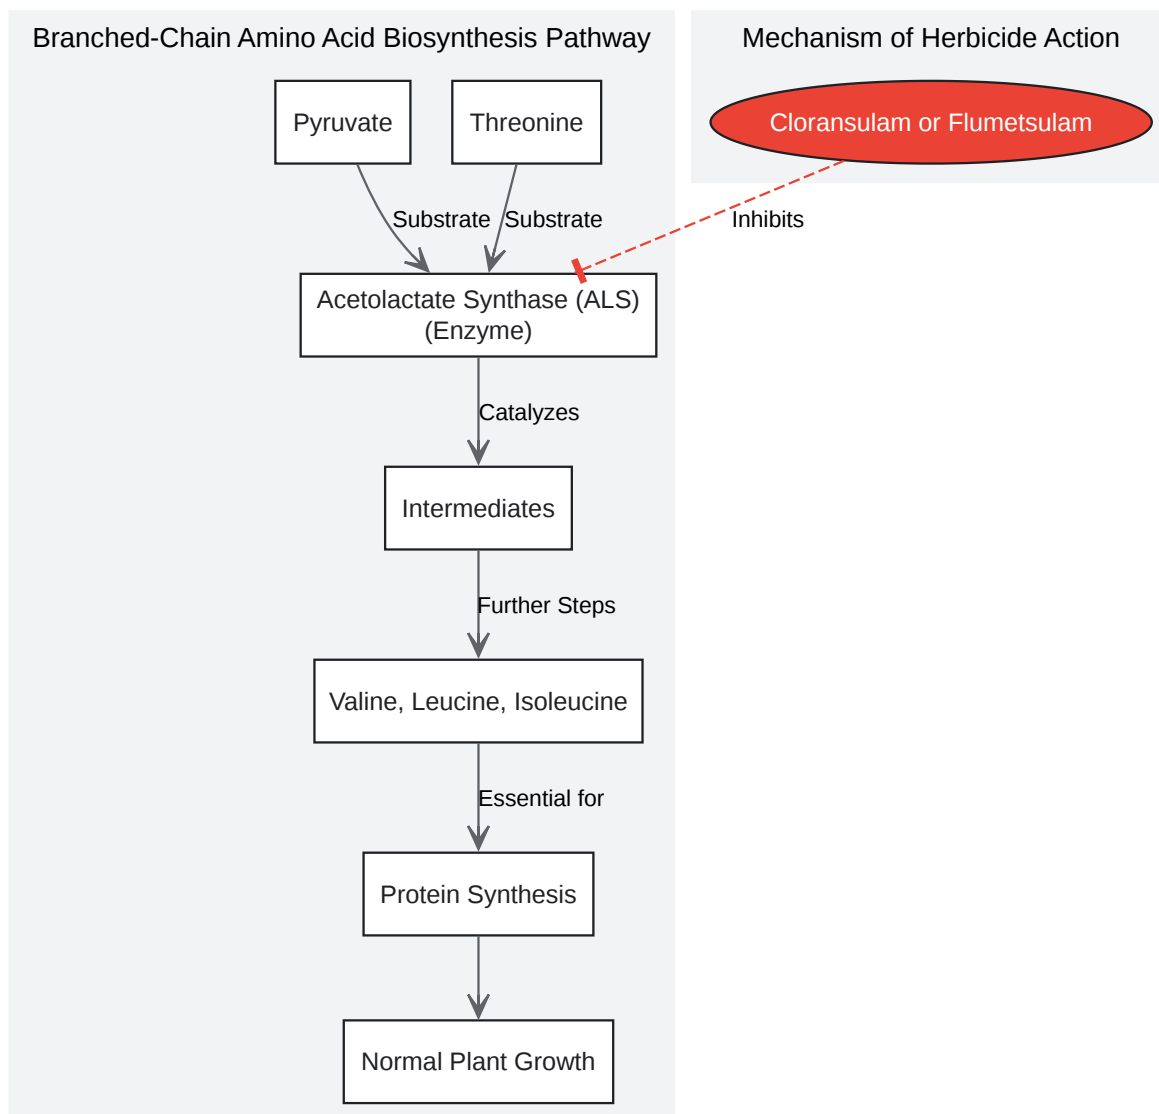 Branched-Chain Amino Acid Biosynthesis Pathway
Mechanism of Herbicide Action
Pyruvate
Threonine
Cloransulam or Flumetsulam
Substrate
Substrate
Inhibits
Acetolactate Synthase (ALS)
(Enzyme)
Catalyzes
Intermediates
Further Steps
Valine, Leucine, Isoleucine
Essential for
Protein Synthesis
Normal Plant Growth